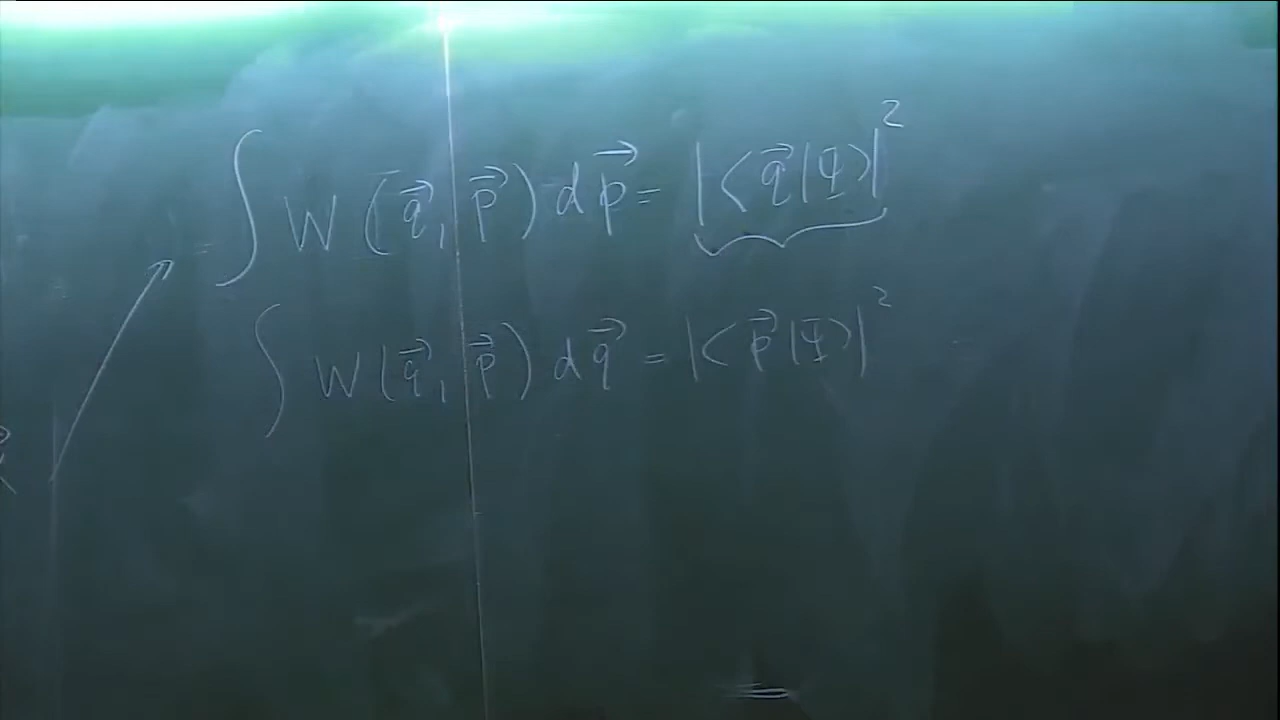 ∫ W(q⃗, p⃗) dp⃗ = |<q⃗|Ψ>|²
∫ W(q⃗, p⃗) dq⃗ = |<p⃗|Ψ>|²